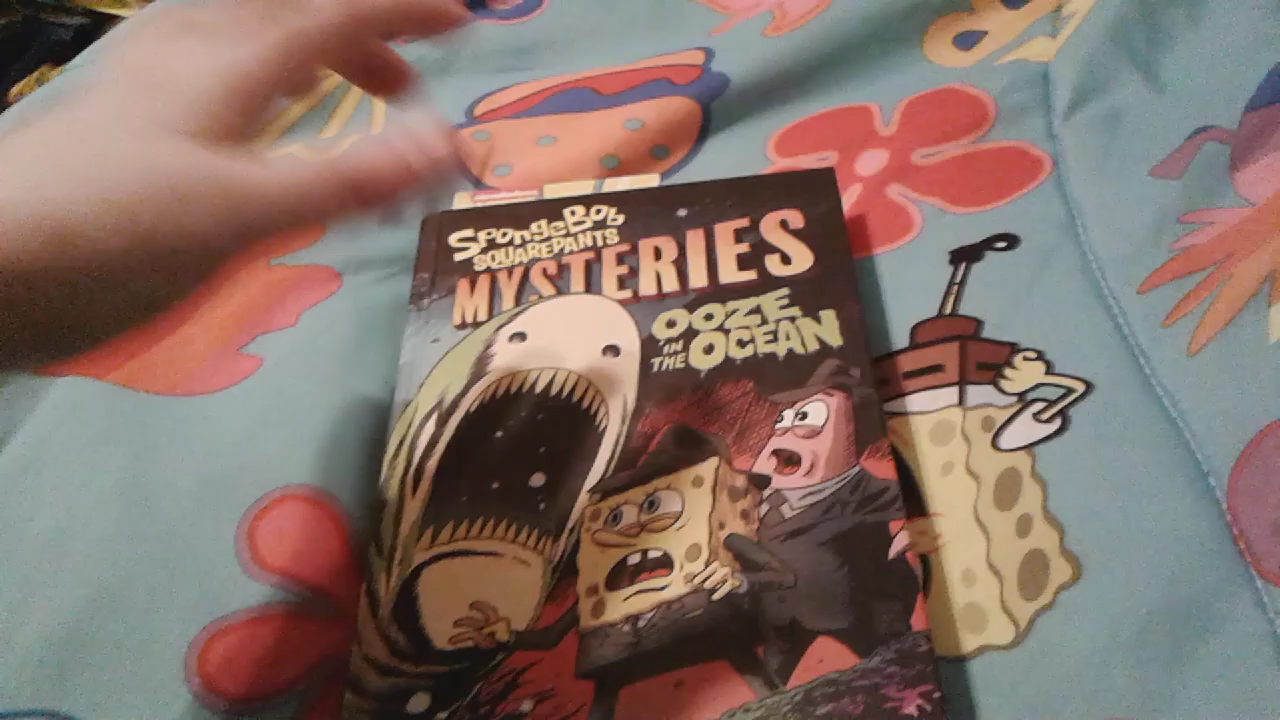 SpongeBob
SQUAREPANTS
MYSTERIES
OOZE
IN
THE OCEAN